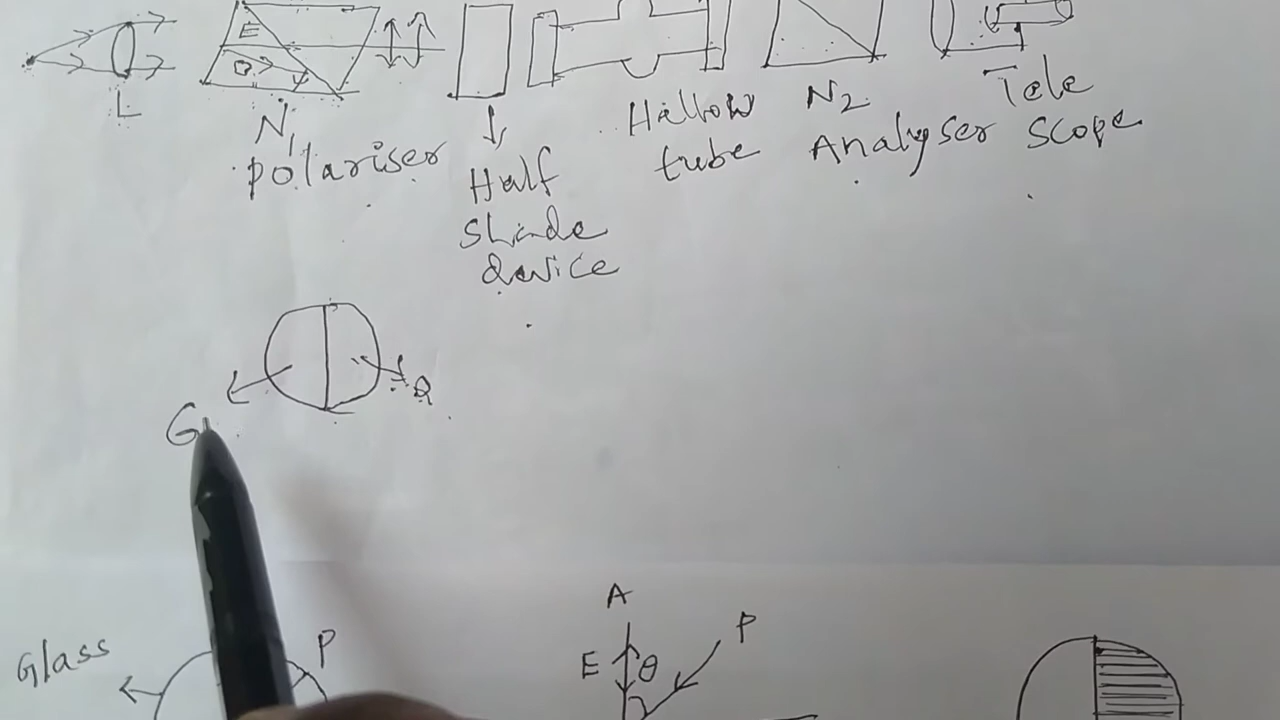 E
O
L
N1
polariser
Half
shade
device
Hallow
tube
N2
Analyser
Tele
scope
G
Q
Glass
P
A
E
θ
P